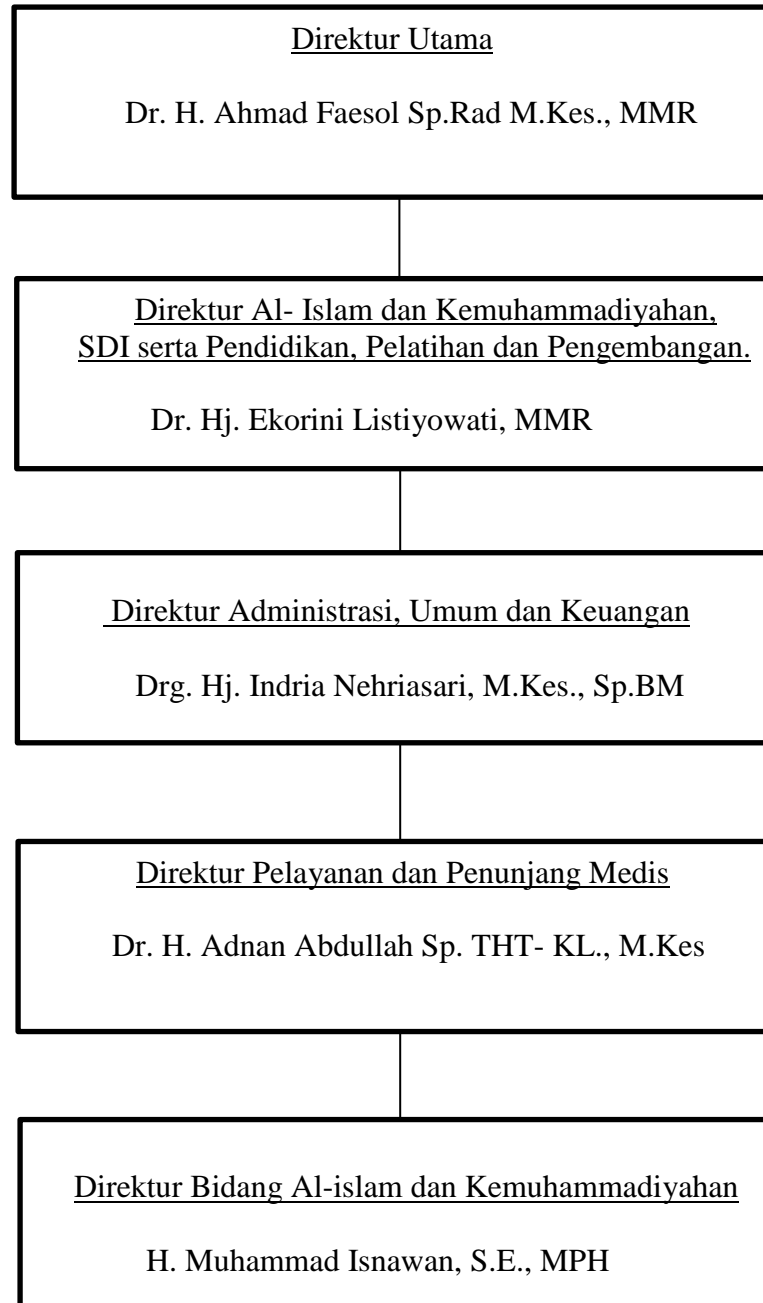 Direktur Utama
Dr. H. Ahmad Faesol Sp.Rad M.Kes., MMR
Direktur Al- Islam dan Kemuhammadiyahan,
SDI serta Pendidikan, Pelatihan dan Pengembangan.
Dr. Hj. Ekorini Listiyowati, MMR
Direktur Administrasi, Umum dan Keuangan
Drg. Hj. Indria Nehriasari, M.Kes., Sp.BM
Direktur Pelayanan dan Penunjang Medis
Dr. H. Adnan Abdullah Sp. THT- KL., M.Kes
Direktur Bidang Al-islam dan Kemuhammadiyahan
H. Muhammad Isnawan, S.E., MPH